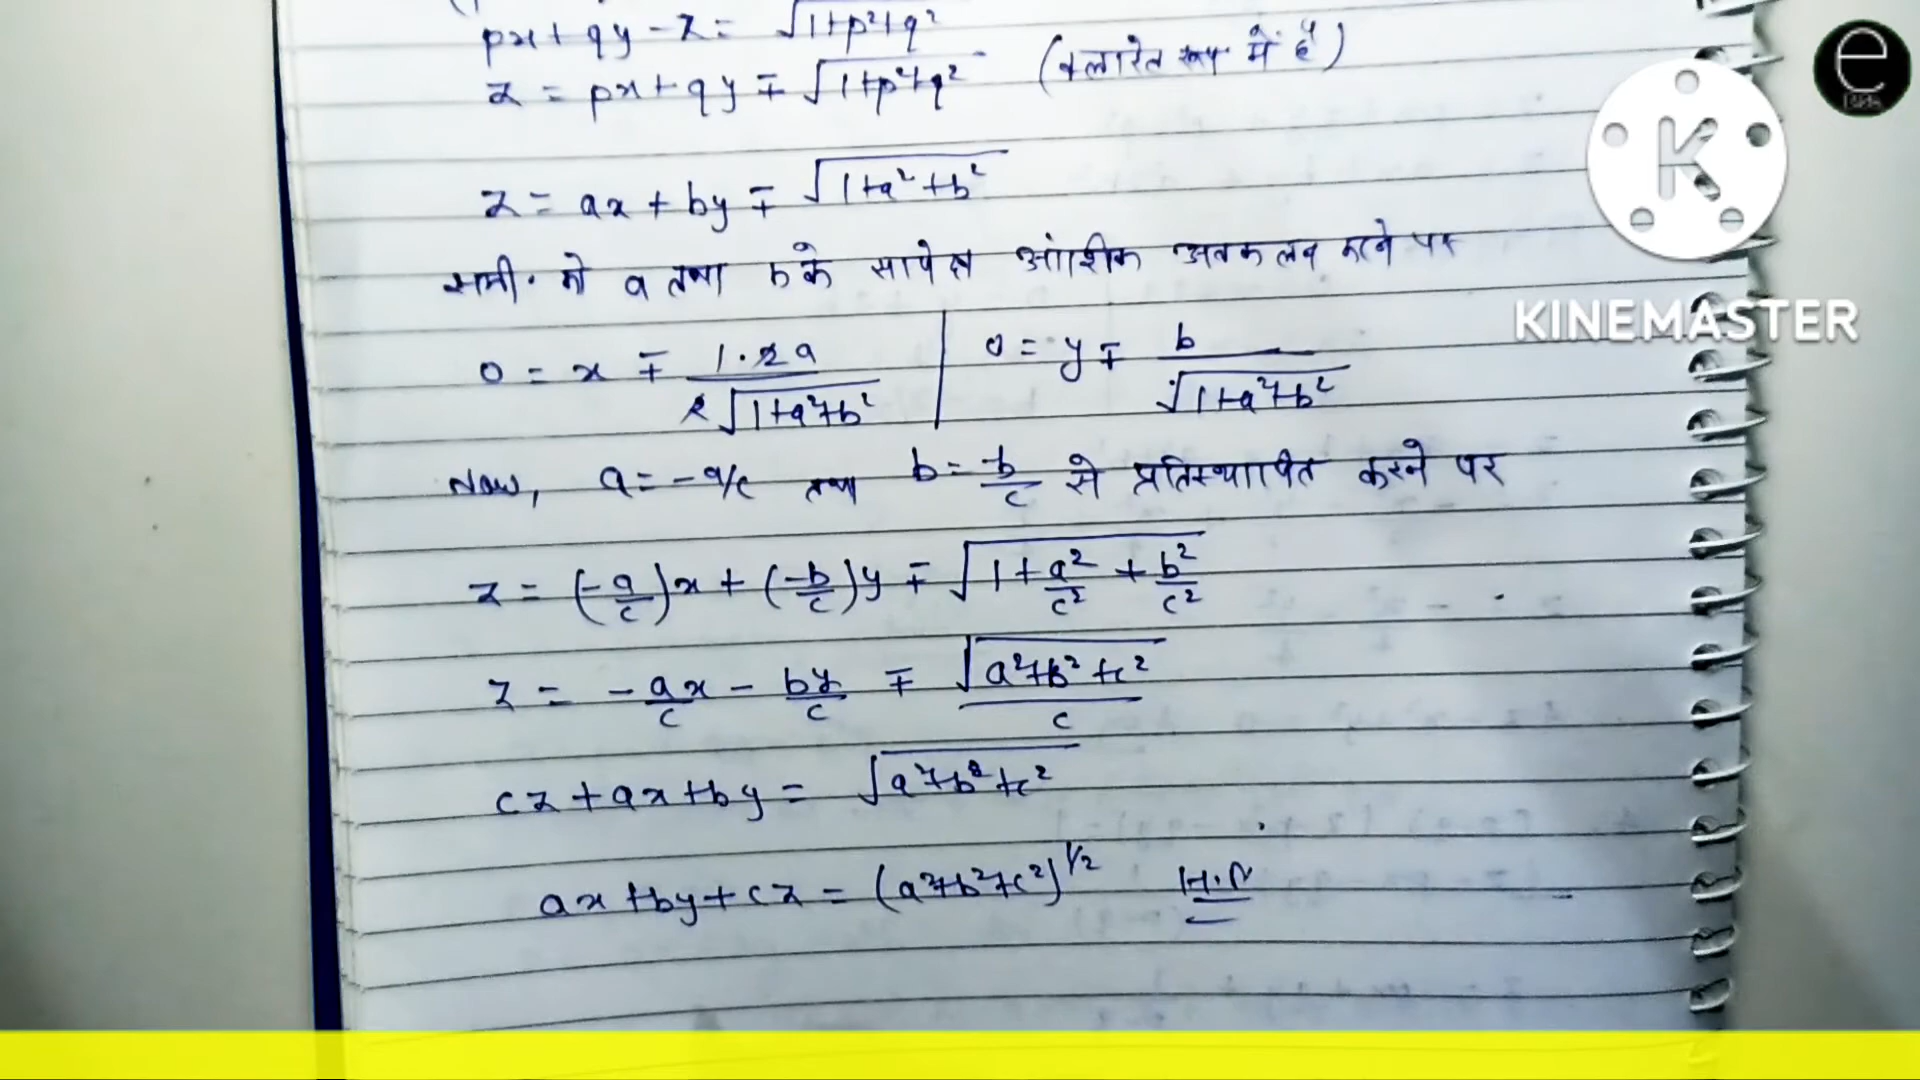 px + qy - z = √1+p²+q²
z = px + qy ∓ √1+p²+q² (क्लारेत रूप में है)
z = ax + by ∓ √1+a²+b²
समी. को a तथा b के सापेक्ष आंशिक अवकलन करने पर
0 = x ∓ 1·2a / 2√1+a²+b² | 0 = y ∓ b / √1+a²+b²
Now, a = -a/c तथा b = -b/c से प्रतिस्थापित करने पर
z = (-a/c)x + (-b/c)y ∓ √1 + a²/c² + b²/c²
z = -ax/c - by/c ∓ √a²+b²+c² / c
cz + ax + by = √a²+b²+c²
ax + by + cz = (a²+b²+c²)^1/2 H.P
e
KINEMASTER